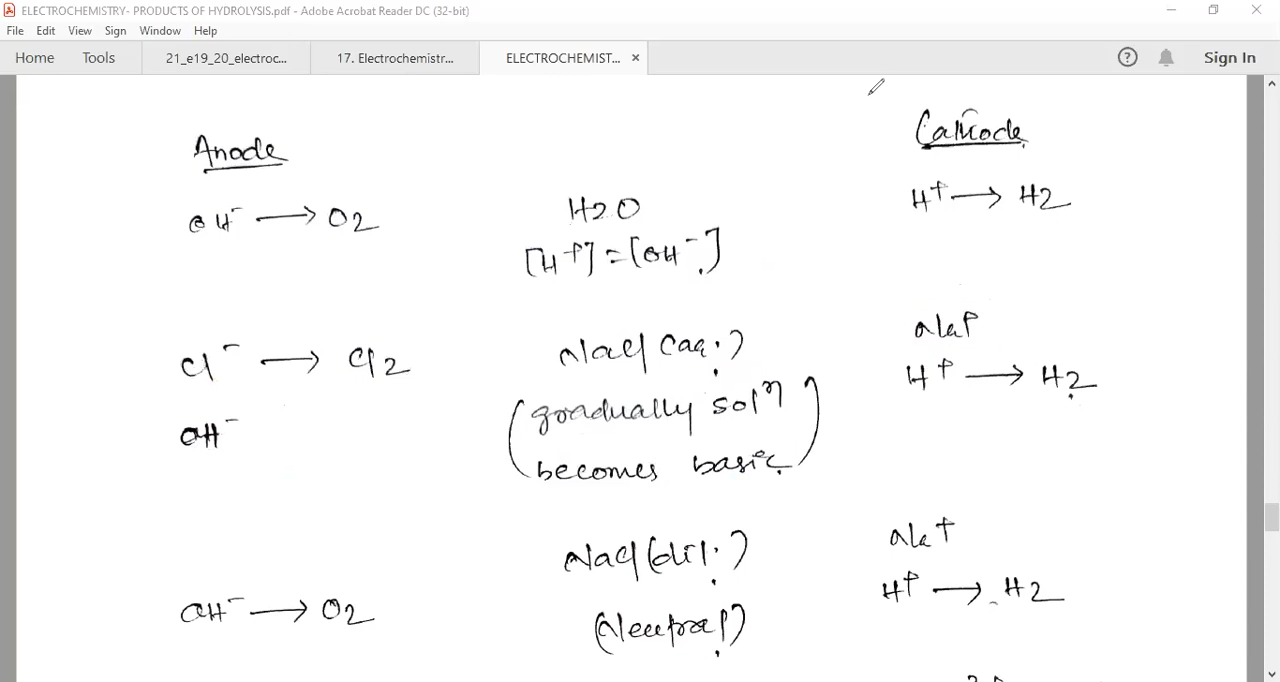 ELECTROCHEMISTRY- PRODUCTS OF HYDROLYSIS.pdf - Adobe Acrobat Reader DC (32-bit)
File Edit View Sign Window Help
Home Tools 21_e19_20_electroc... 17. Electrochemistr... ELECTROCHEMIST... × Sign In
Anode Cathode
OH⁻ ⟶ O2 H2O H⁺ ⟶ H2
[H⁺] = [OH⁻]
Na⁺
Cl⁻ ⟶ Cl2 NaCl (aq.) H⁺ ⟶ H2
OH⁻ (gradually solⁿ
becomes basic)
NaCl (dil.) Na⁺
OH⁻ ⟶ O2 (Neutral) H⁺ ⟶ H2